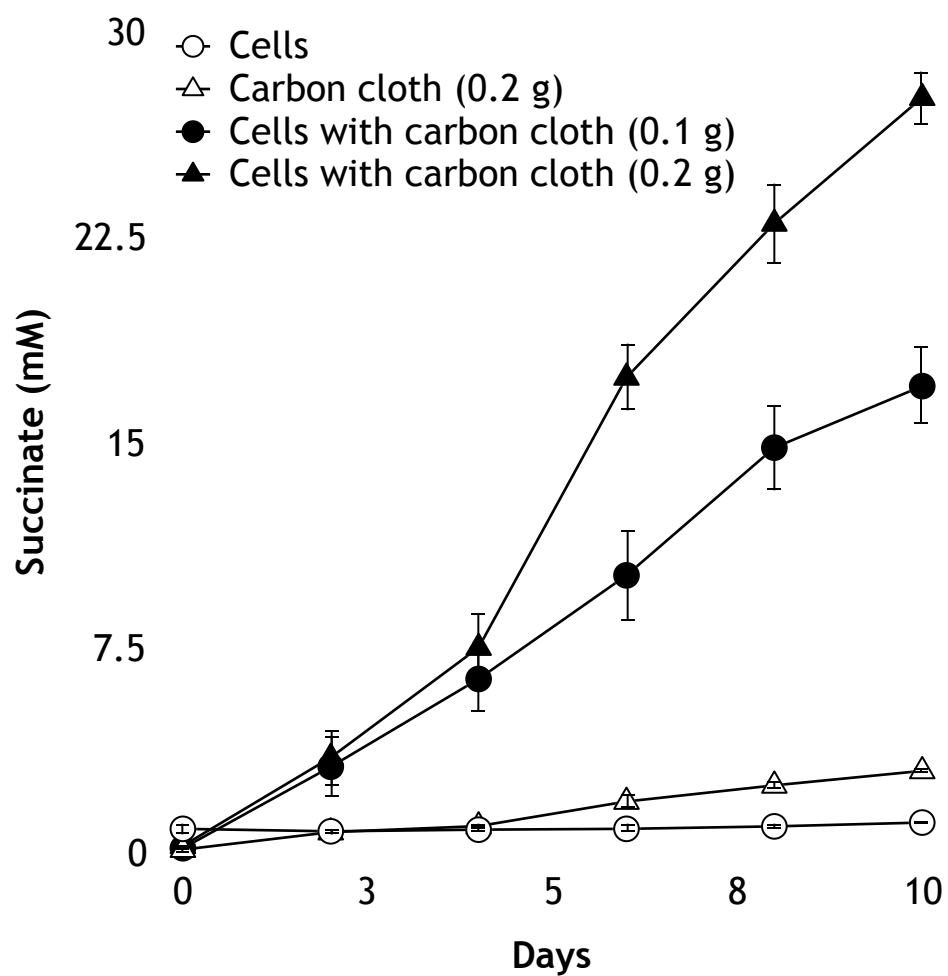 30
Cells
Carbon cloth (0.2 g)
Cells with carbon cloth (0.1 g)
Cells with carbon cloth (0.2 g)
22.5
Succinate (mM)
15
7.5
0
0 3 5 8 10
Days